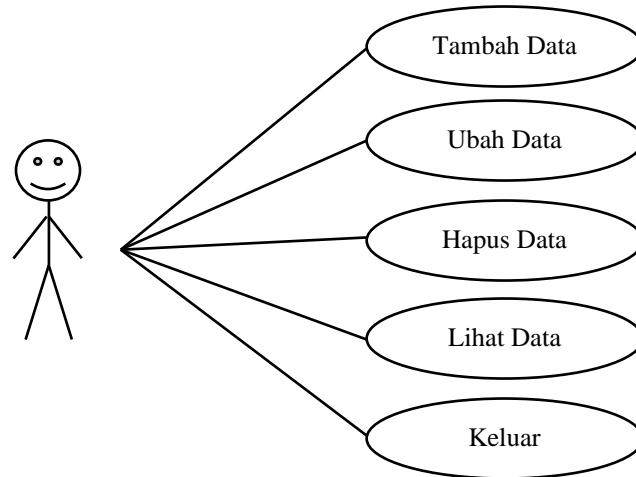 Tambah Data
Ubah Data
Hapus Data
Lihat Data
Keluar